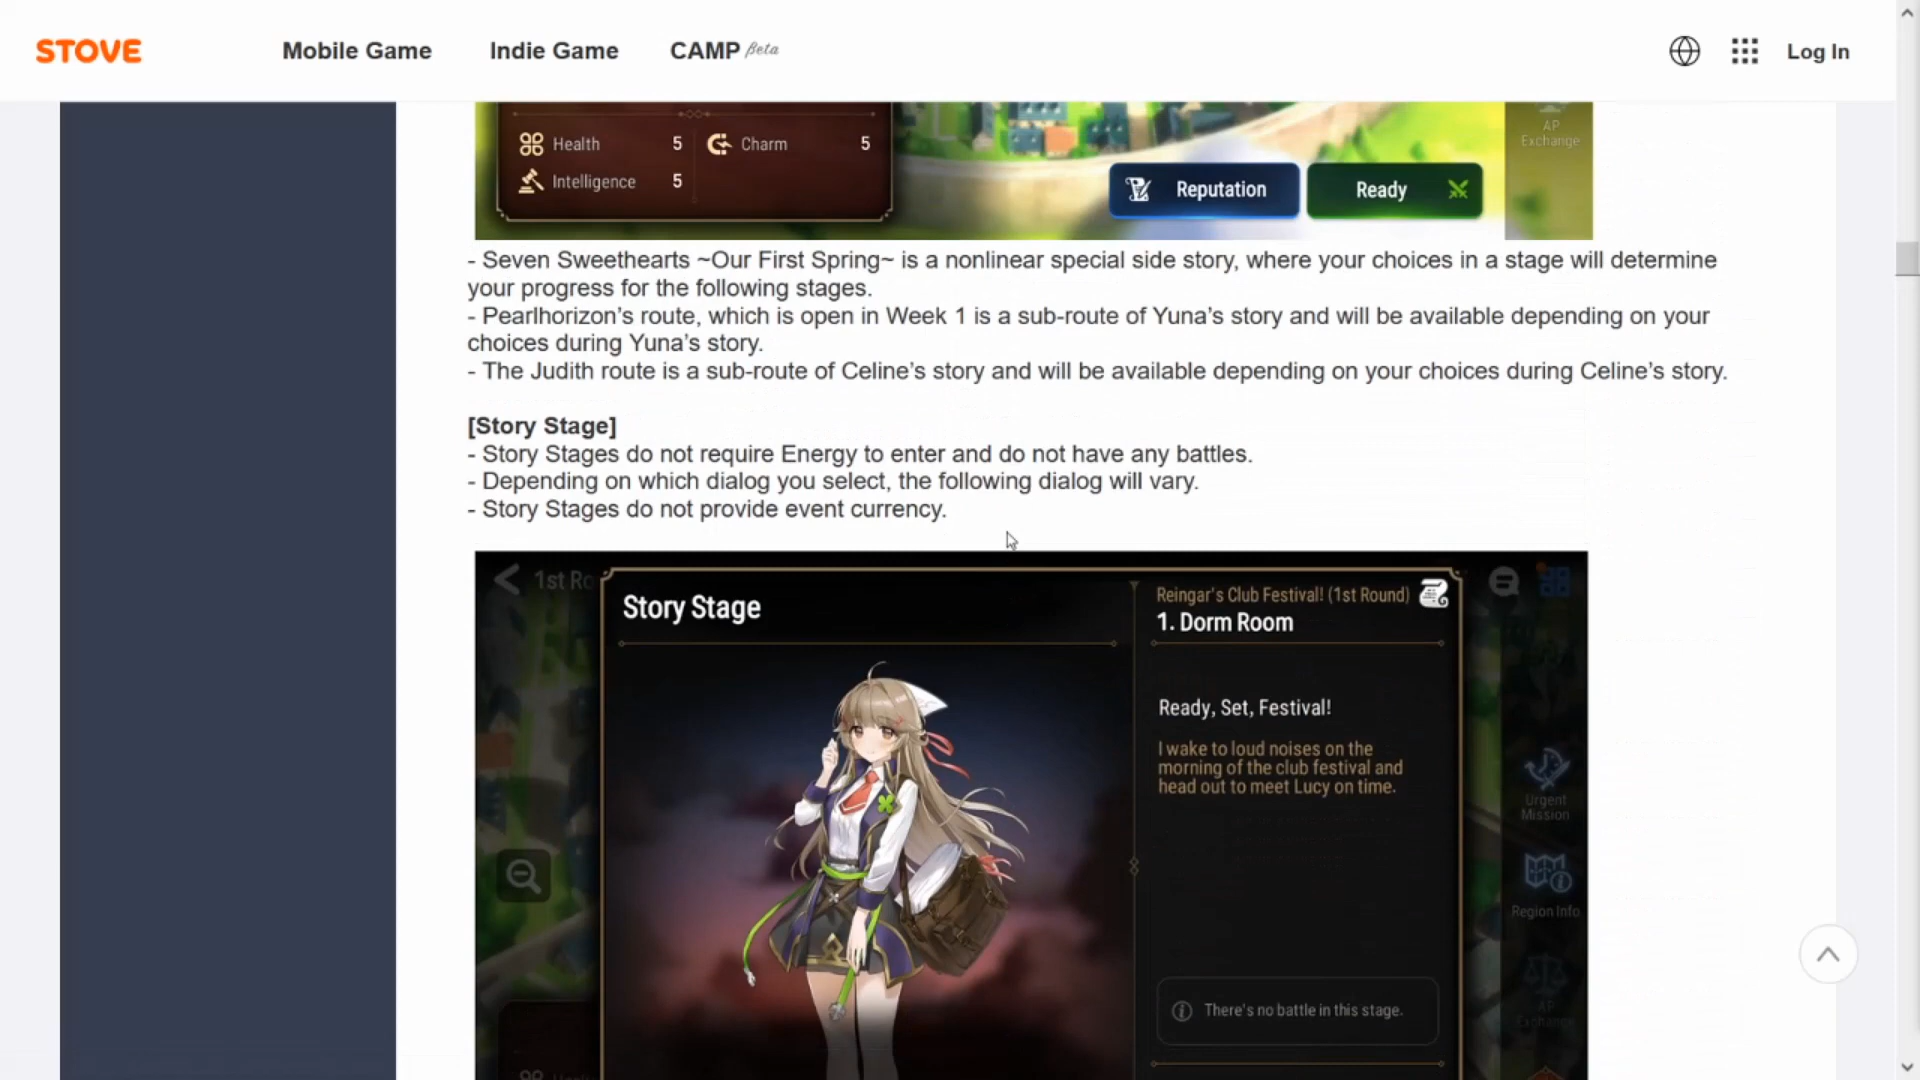 STOVE
Mobile Game
Indie Game
CAMP Beta
Log In
Health 5
Charm 5
Intelligence 5
Reputation
Ready
AP
Exchange
- Seven Sweethearts ~Our First Spring~ is a nonlinear special side story, where your choices in a stage will determine
your progress for the following stages.
- Pearlhorizon's route, which is open in Week 1 is a sub-route of Yuna's story and will be available depending on your
choices during Yuna's story.
- The Judith route is a sub-route of Celine's story and will be available depending on your choices during Celine's story.
[Story Stage]
- Story Stages do not require Energy to enter and do not have any battles.
- Depending on which dialog you select, the following dialog will vary.
- Story Stages do not provide event currency.
1st Ro
Story Stage
Reingar's Club Festival! (1st Round)
1. Dorm Room
Ready, Set, Festival!
I wake to loud noises on the
morning of the club festival and
head out to meet Lucy on time.
Urgent
Mission
Region Info
AP
Exchange
There's no battle in this stage.